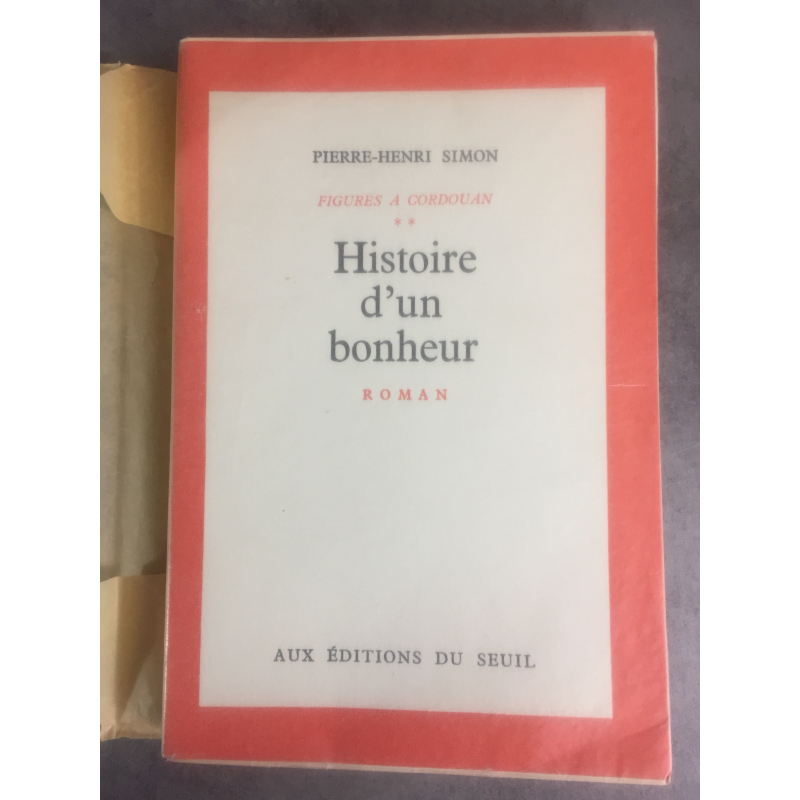 PIERRE-HENRI SIMON
FIGURES A CORDOUAN
**
Histoire
d'un
bonheur
ROMAN
AUX ÉDITIONS DU SEUIL